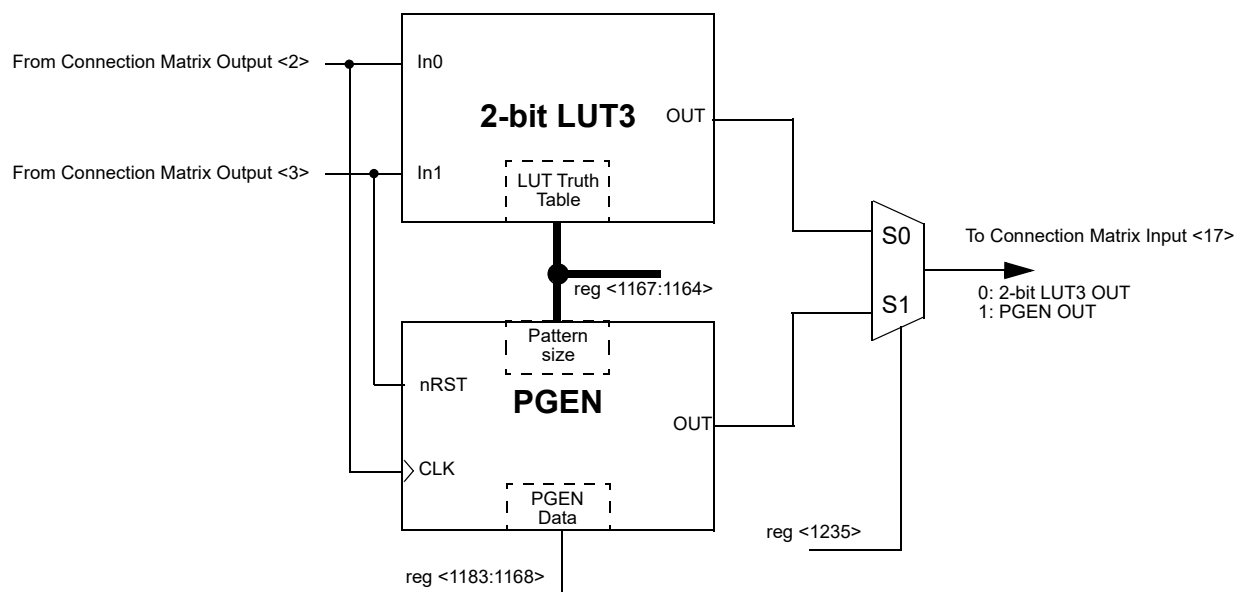 From Connection Matrix Output <2>
In0
2-bit LUT3
OUT
From Connection Matrix Output <3>
In1
LUT Truth
Table
S0
To Connection Matrix Input <17>
reg <1167:1164>
0: 2-bit LUT3 OUT
1: PGEN OUT
S1
Pattern
size
nRST
PGEN
OUT
CLK
PGEN
Data
reg <1235>
reg <1183:1168>